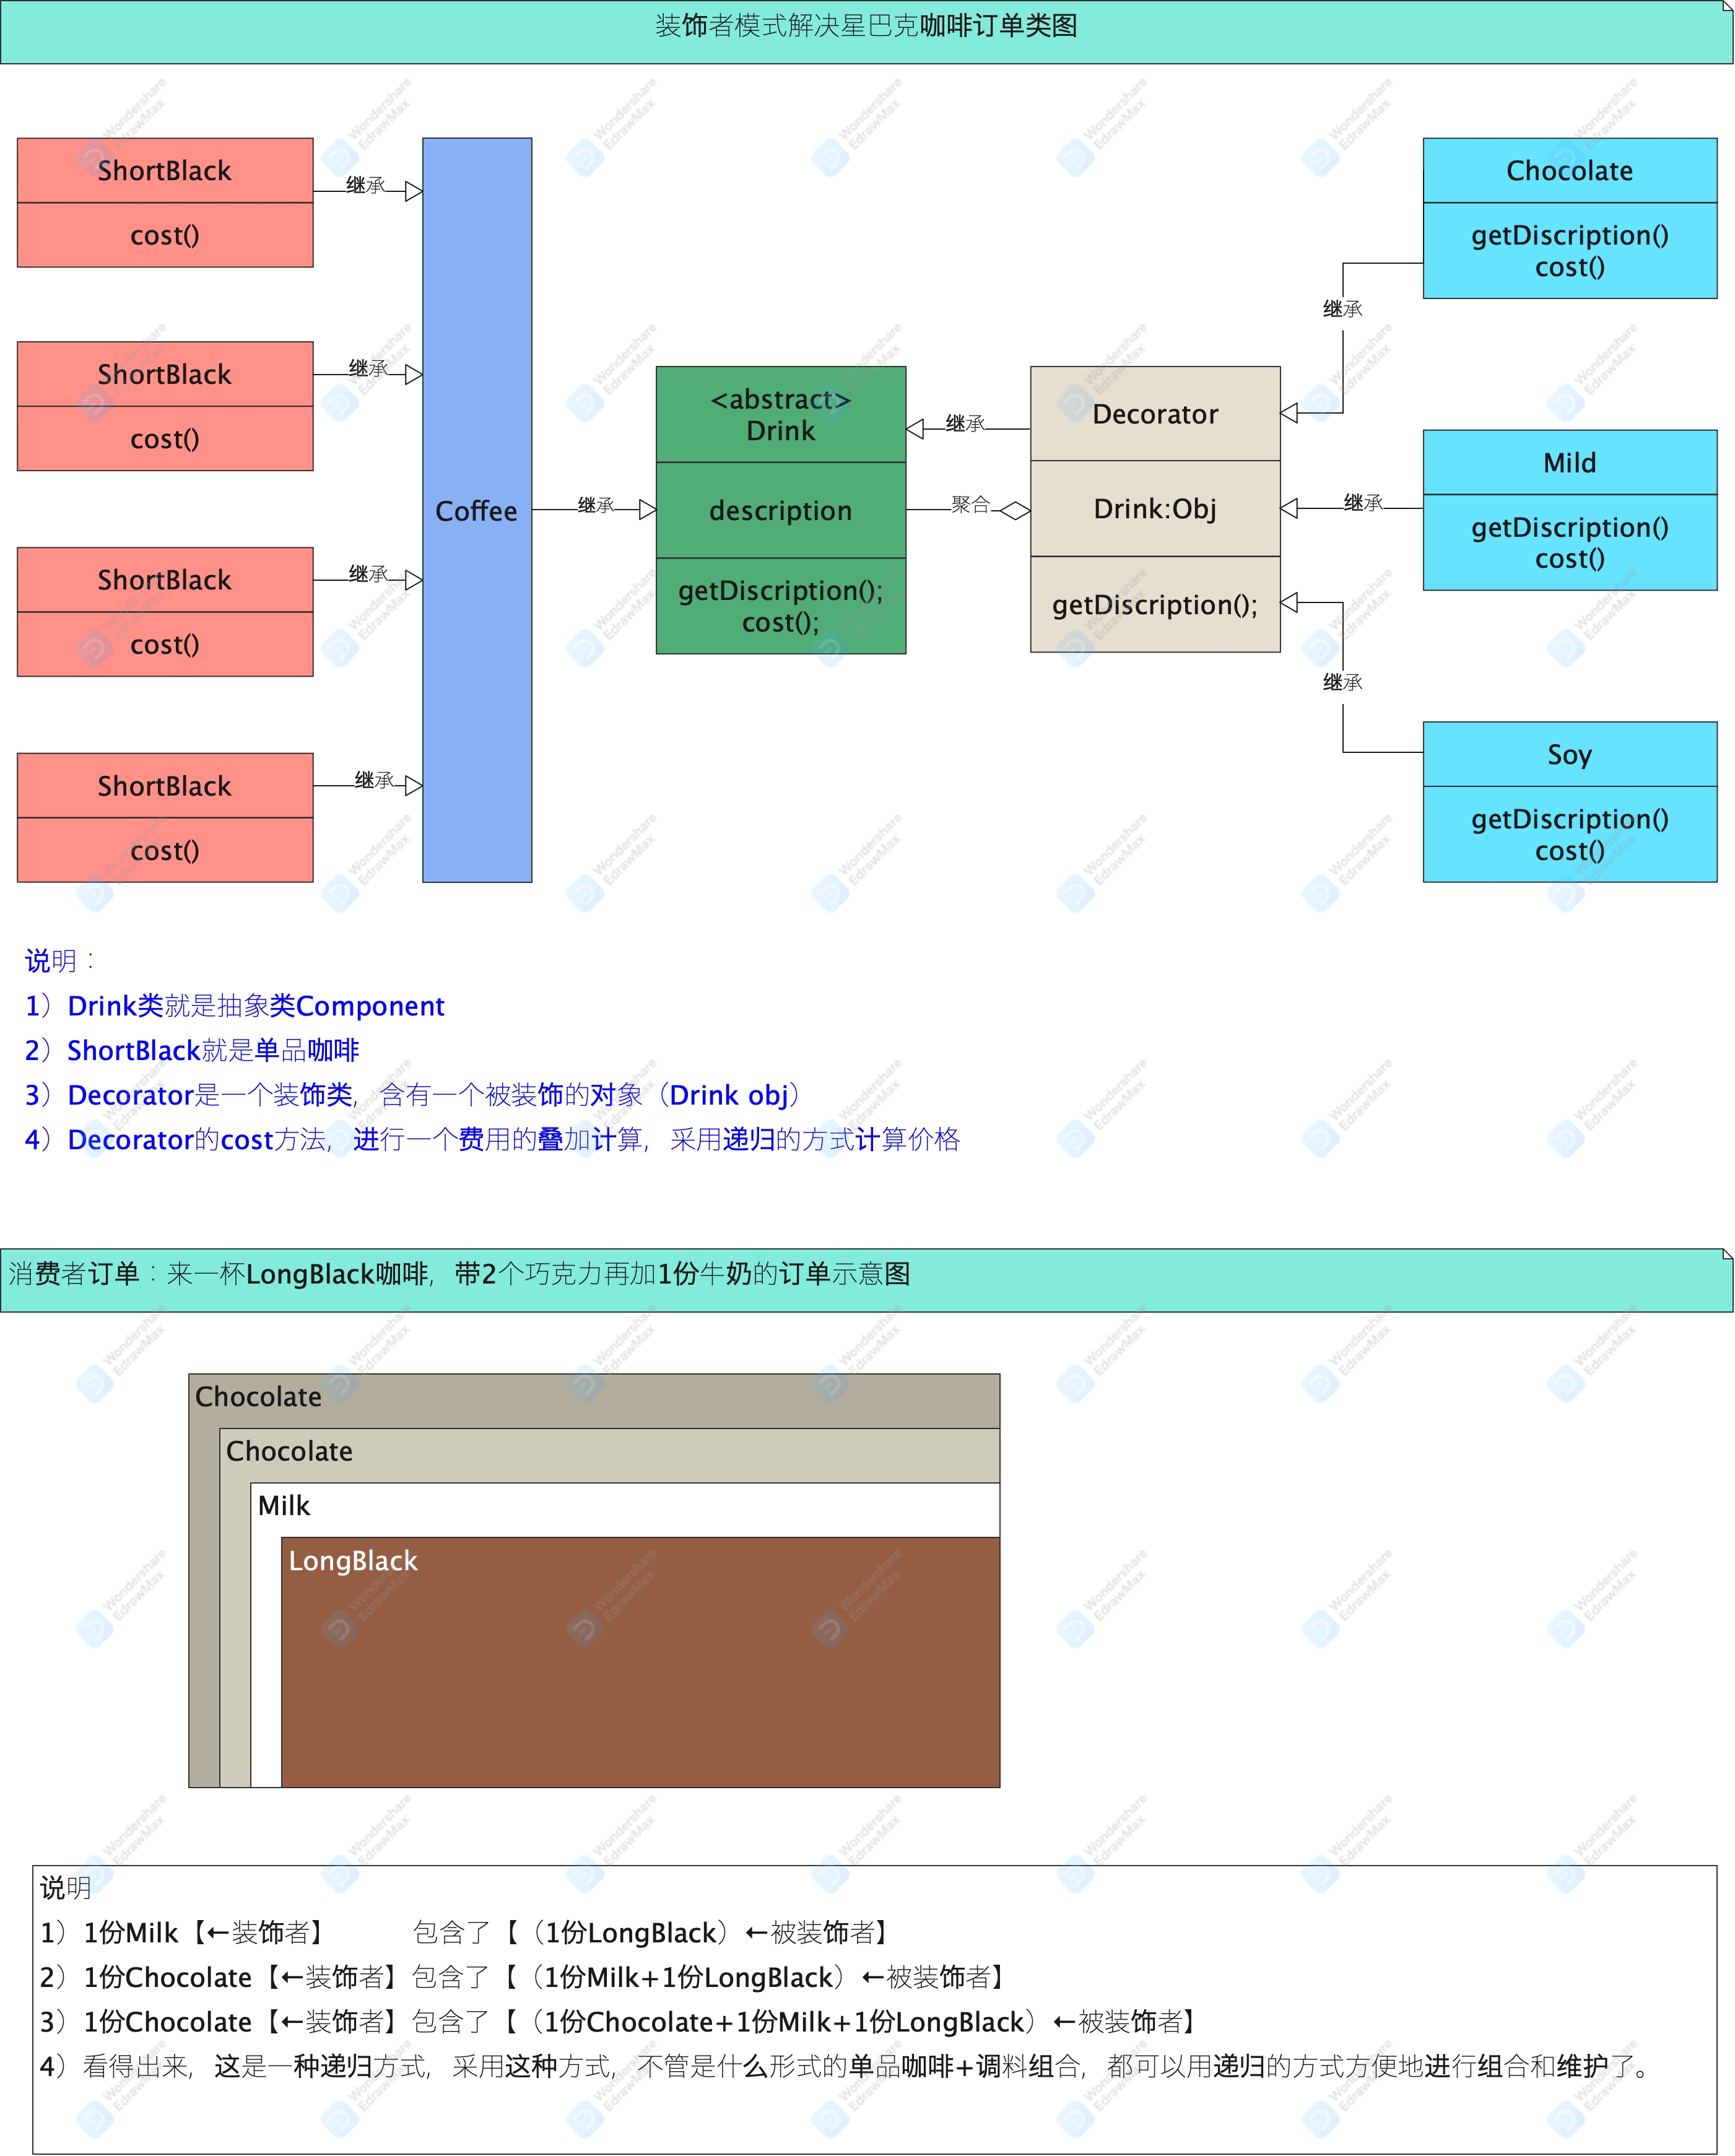 装饰者模式解决星巴克咖啡订单类图
ShortBlack
cost()
继承
ShortBlack
cost()
继承
ShortBlack
cost()
继承
ShortBlack
cost()
继承
Coffee
继承
<abstract>
Drink
description
getDiscription();
cost();
继承
聚合
Decorator
Drink:Obj
getDiscription();
继承
继承
继承
Chocolate
getDiscription()
cost()
Mild
getDiscription()
cost()
Soy
getDiscription()
cost()
说明：
1）Drink类就是抽象类Component
2）ShortBlack就是单品咖啡
3）Decorator是一个装饰类，含有一个被装饰的对象（Drink obj）
4）Decorator的cost方法，进行一个费用的叠加计算，采用递归的方式计算价格
消费者订单：来一杯LongBlack咖啡，带2个巧克力再加1份牛奶的订单示意图
Chocolate
Chocolate
Milk
LongBlack
说明
1）1份Milk【←装饰者】 包含了【（1份LongBlack）←被装饰者】
2）1份Chocolate【←装饰者】包含了【（1份Milk+1份LongBlack）←被装饰者】
3）1份Chocolate【←装饰者】包含了【（1份Chocolate+1份Milk+1份LongBlack）←被装饰者】
4）看得出来，这是一种递归方式，采用这种方式，不管是什么形式的单品咖啡+调料组合，都可以用递归的方式方便地进行组合和维护了。
Wondershare
EdrawMax